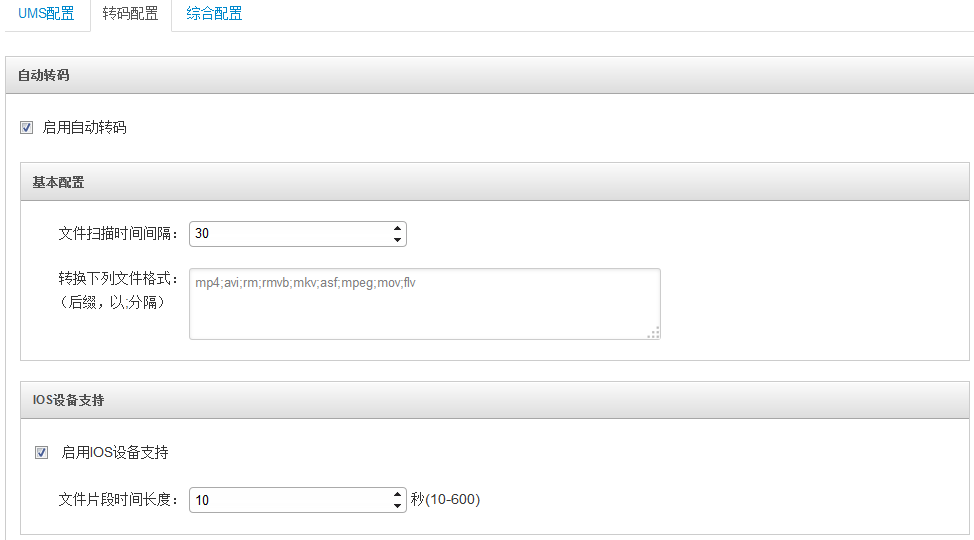 UMS配置 转码配置 综合配置
自动转码
启用自动转码
基本配置
文件扫描时间间隔： 30
转换下列文件格式： mp4;avi;rm;rmvb;mkv;asf;mpeg;mov;flv
（后缀，以;分隔）
IOS设备支持
启用IOS设备支持
文件片段时间长度： 10 秒(10-600)